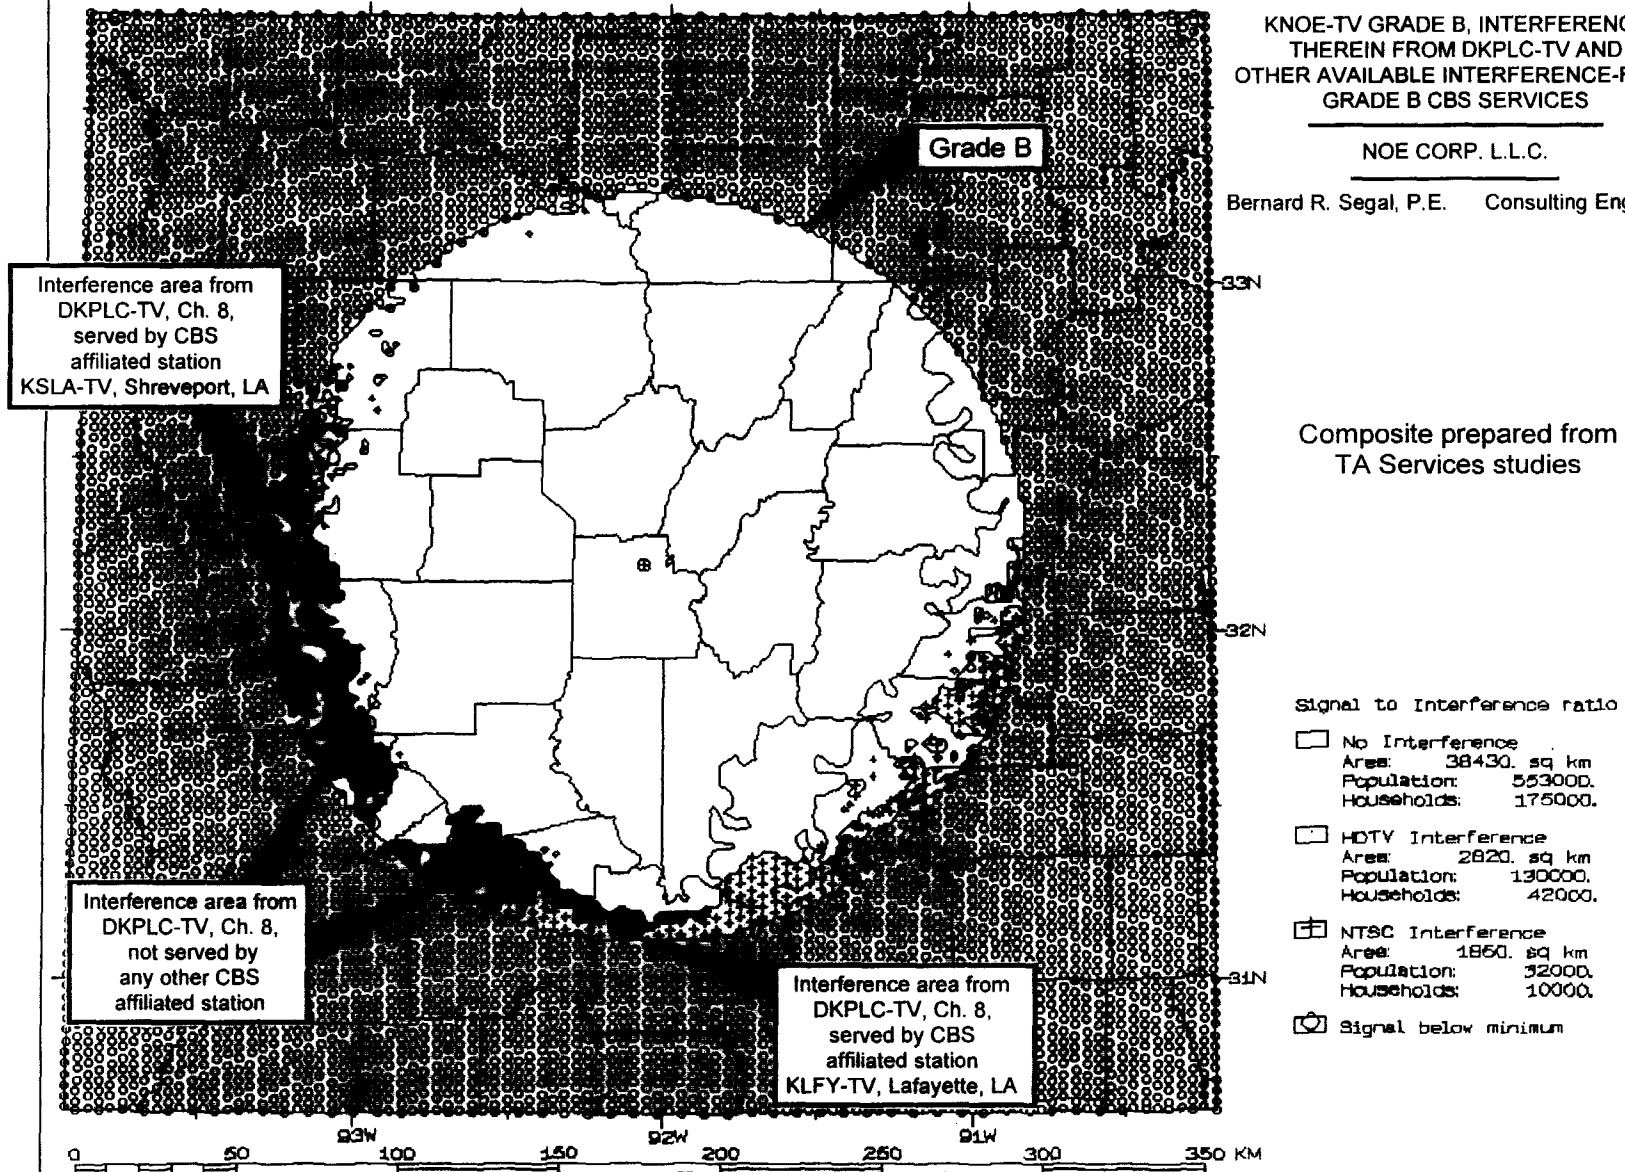 KNOE-TV GRADE B,
THEREIN FROM DKPLC-TV AND
OTHER AVAILABLE
GRADE B CBS SERVICES
NOE CORP. L.L.C.
Bernard R. Segal, P.E. Consulting
Grade B
Interference area from
DKPLC-TV, Ch. 8,
served by CBS
affiliated station
KSLA-TV, Shreveport, LA
33N
Composite prepared from
TA Services studies
32N
Signal to Interference ratio
No Interference
Area: 38430. sq km
Population: 553000.
Households: 175000.
HDTV Interference
Area: 2820. sq km
Population: 130000.
Households: 42000.
NTSC Interference
Area: 1860. sq km
Population: 32000.
Households: 10000.
Signal below minimum
Interference area from
DKPLC-TV, Ch. 8,
not served by
any other CBS
affiliated station
31N
Interference area from
DKPLC-TV, Ch. 8,
served by CBS
affiliated station
KLFY-TV, Lafayette, LA
93W 92W 91W
0 50 100 150 200 250 300 350 KM